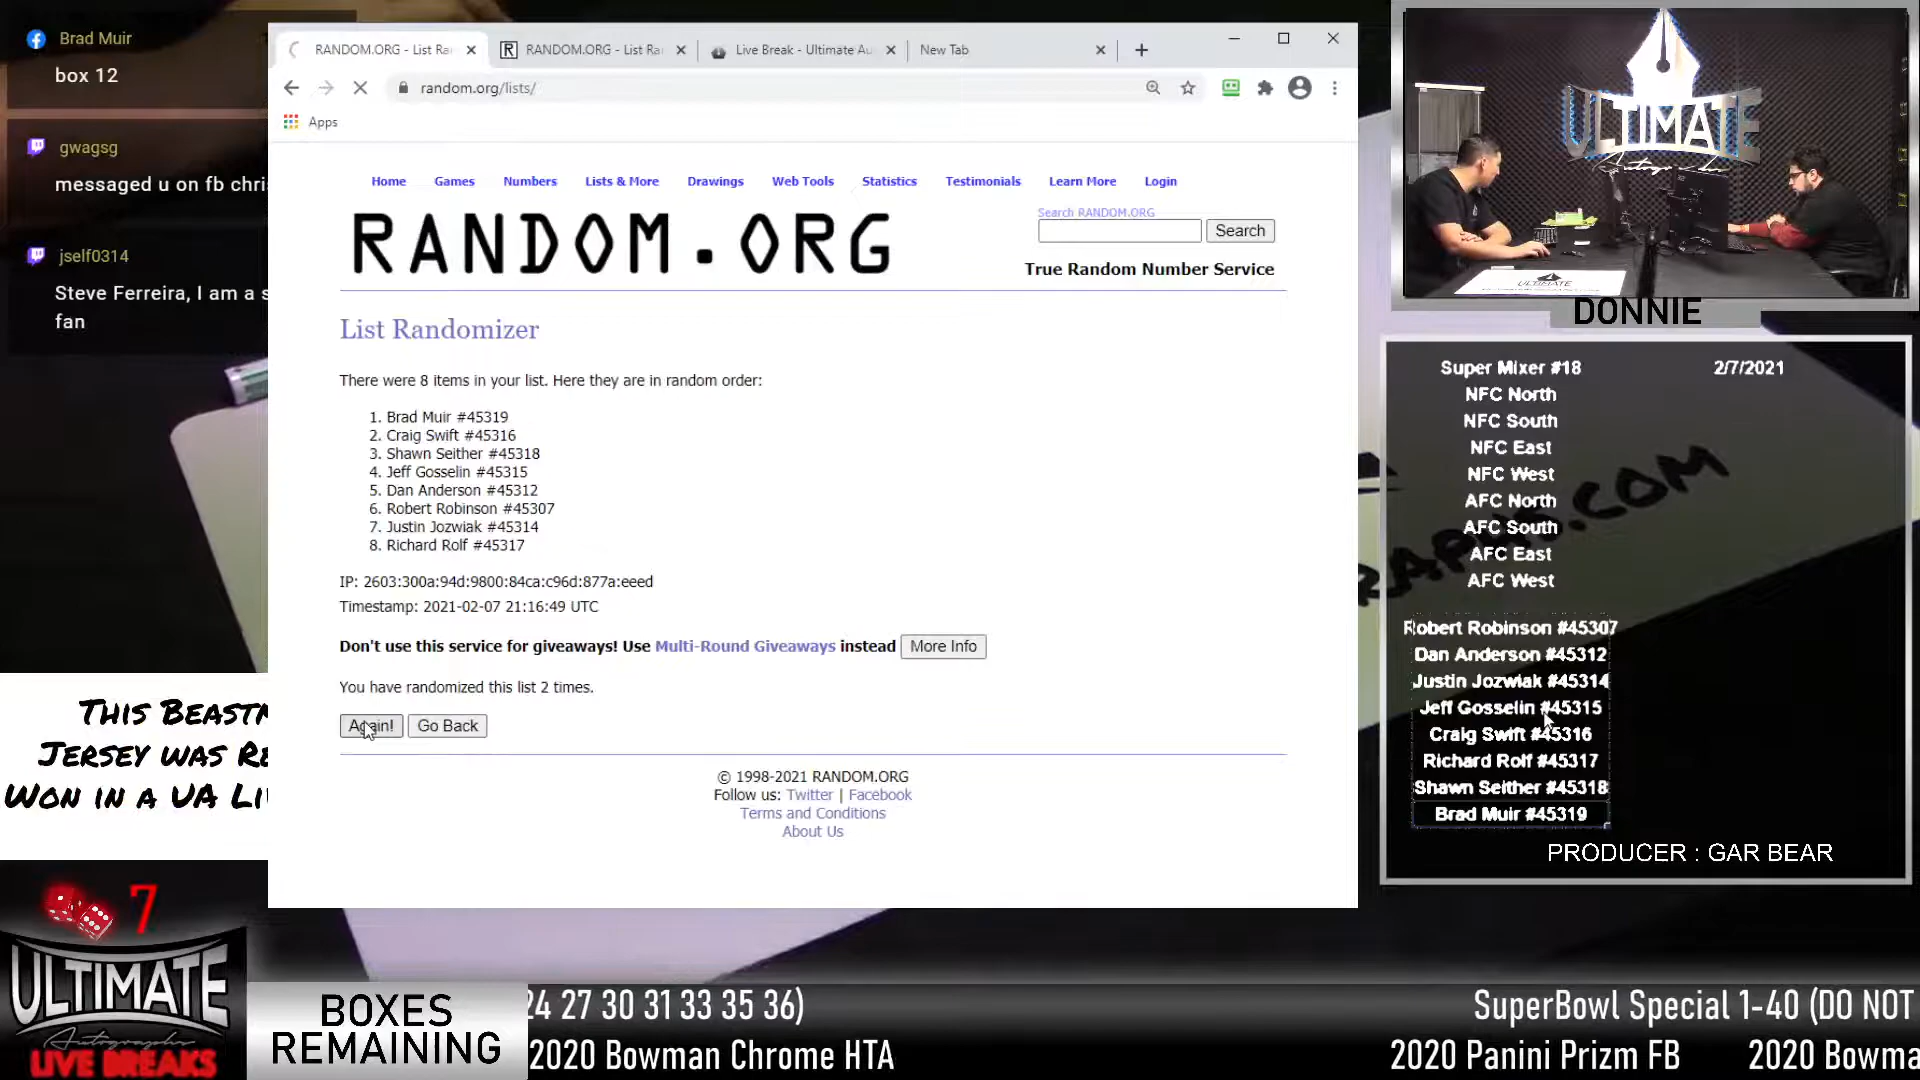 Brad Muir
box 12
gwagsg
messaged u on fb chris
jself0314
Steve Ferreira, I am a s
fan
RANDOM.ORG - List Ra
RANDOM.ORG - List Ra
Live Break - Ultimate Au
New Tab
random.org/lists/
Apps
Home Games Numbers Lists & More Drawings Web Tools Statistics Testimonials Learn More Login
RANDOM.ORG
Search RANDOM.ORG
Search
True Random Number Service
List Randomizer
There were 8 items in your list. Here they are in random order:
1. Brad Muir #45319
2. Craig Swift #45316
3. Shawn Seither #45318
4. Jeff Gosselin #45315
5. Dan Anderson #45312
6. Robert Robinson #45307
7. Justin Jozwiak #45314
8. Richard Rolf #45317
IP: 2603:300a:94d:9800:84ca:c96d:877a:eeed
Timestamp: 2021-02-07 21:16:49 UTC
Don't use this service for giveaways! Use Multi-Round Giveaways instead More Info
You have randomized this list 2 times.
Again! Go Back
© 1998-2021 RANDOM.ORG
Follow us: Twitter | Facebook
Terms and Conditions
About Us
ULTIMATE
Autographs
DONNIE
Super Mixer #18 2/7/2021
NFC North
NFC South
NFC East
NFC West
AFC North
AFC South
AFC East
AFC West
Robert Robinson #45307
Dan Anderson #45312
Justin Jozwiak #45314
Jeff Gosselin #45315
Craig Swift #45316
Richard Rolf #45317
Shawn Seither #45318
Brad Muir #45319
PRODUCER : GAR BEAR
THIS BEAST
JERSEY WAS RE
WON IN A UA LI
7
ULTIMATE
Autographs
LIVE BREAKS
BOXES
REMAINING
24 27 30 31 33 35 36)
SuperBowl Special 1-40 (DO NOT
2020 Bowman Chrome HTA
2020 Panini Prizm FB
2020 Bowma